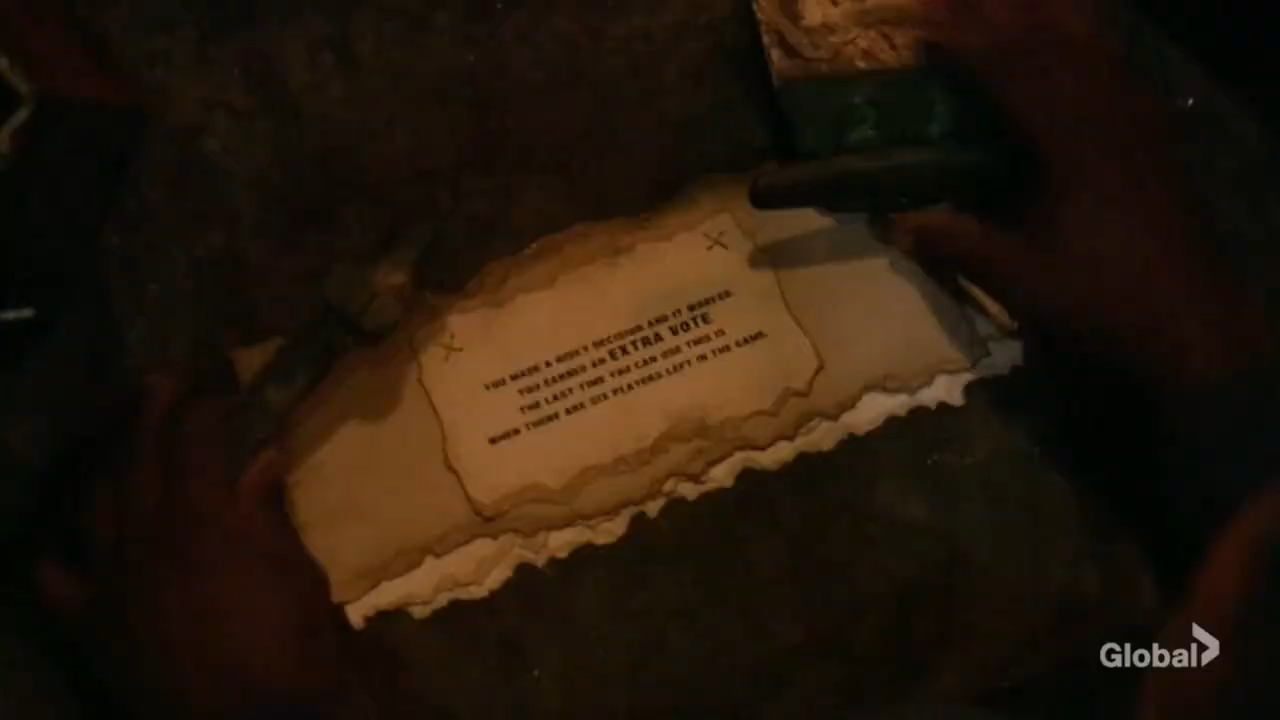 YOU MADE A RISKY DECISION AND IT WORKED.
YOU EARNED AN EXTRA VOTE
THE LAST TIME YOU CAN USE THIS IS
WHEN THERE ARE SIX PLAYERS LEFT IN THE GAME.
Global